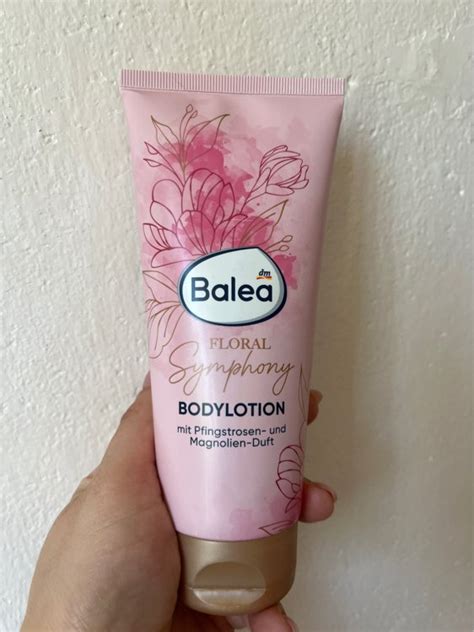 dm
Balea
FLORAL
Symphony
BODYLOTION
mit Pfingstrosen- und
Magnolien-Duft